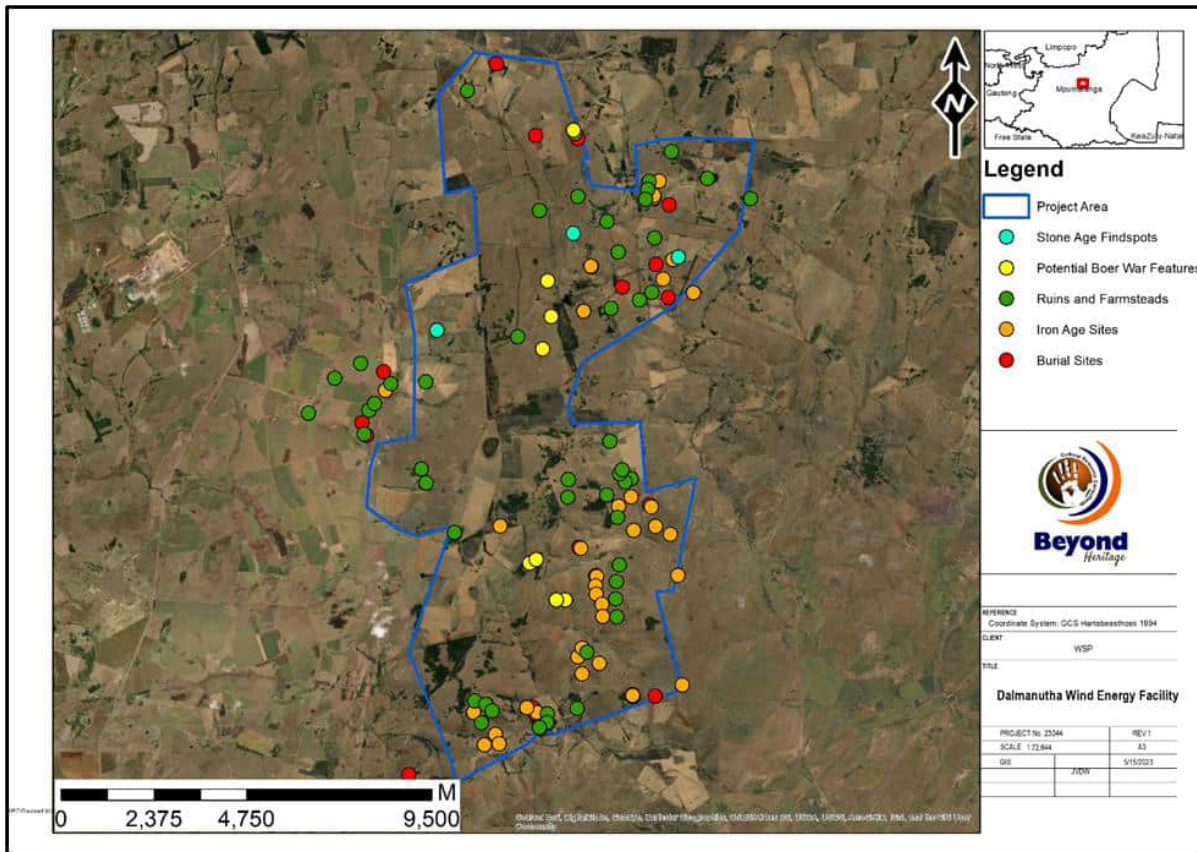 Limpopo
North West
Gauteng
Mpumalanga
Free State
KwaZulu-Natal
N
Legend
Project Area
Stone Age Findspots
Potential Boer War Features
Ruins and Farmsteads
Iron Age Sites
Burial Sites
Beyond
Heritage
REFERENCE
Coordinate System: GCS Hartebeesthoek 1994
CLIENT
WSP
TITLE
Dalmanutha Wind Energy Facility
PROJECT No. 23044
REV 1
SCALE 1:72,644
A3
GIS
5/15/2023
JVDW
M
0 2,375 4,750 9,500
Community